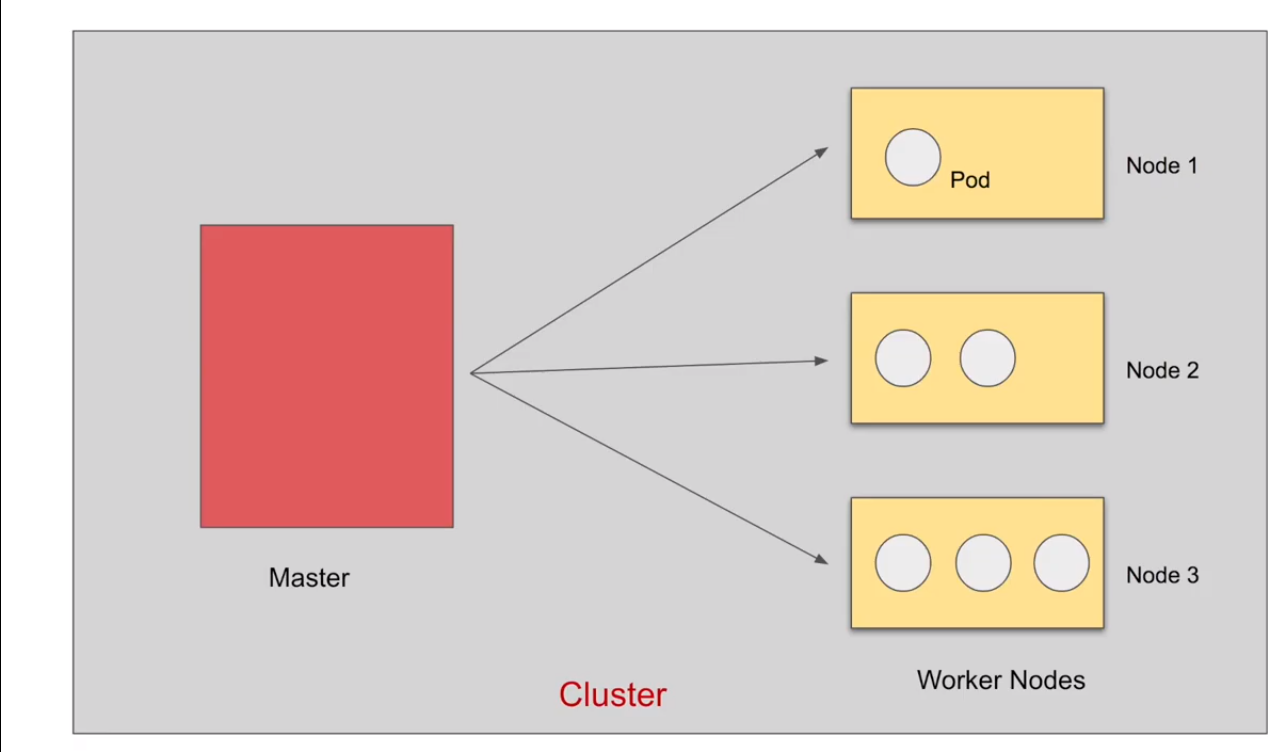 Node 1
Pod
Node 2
Master
Node 3
Worker Nodes
Cluster